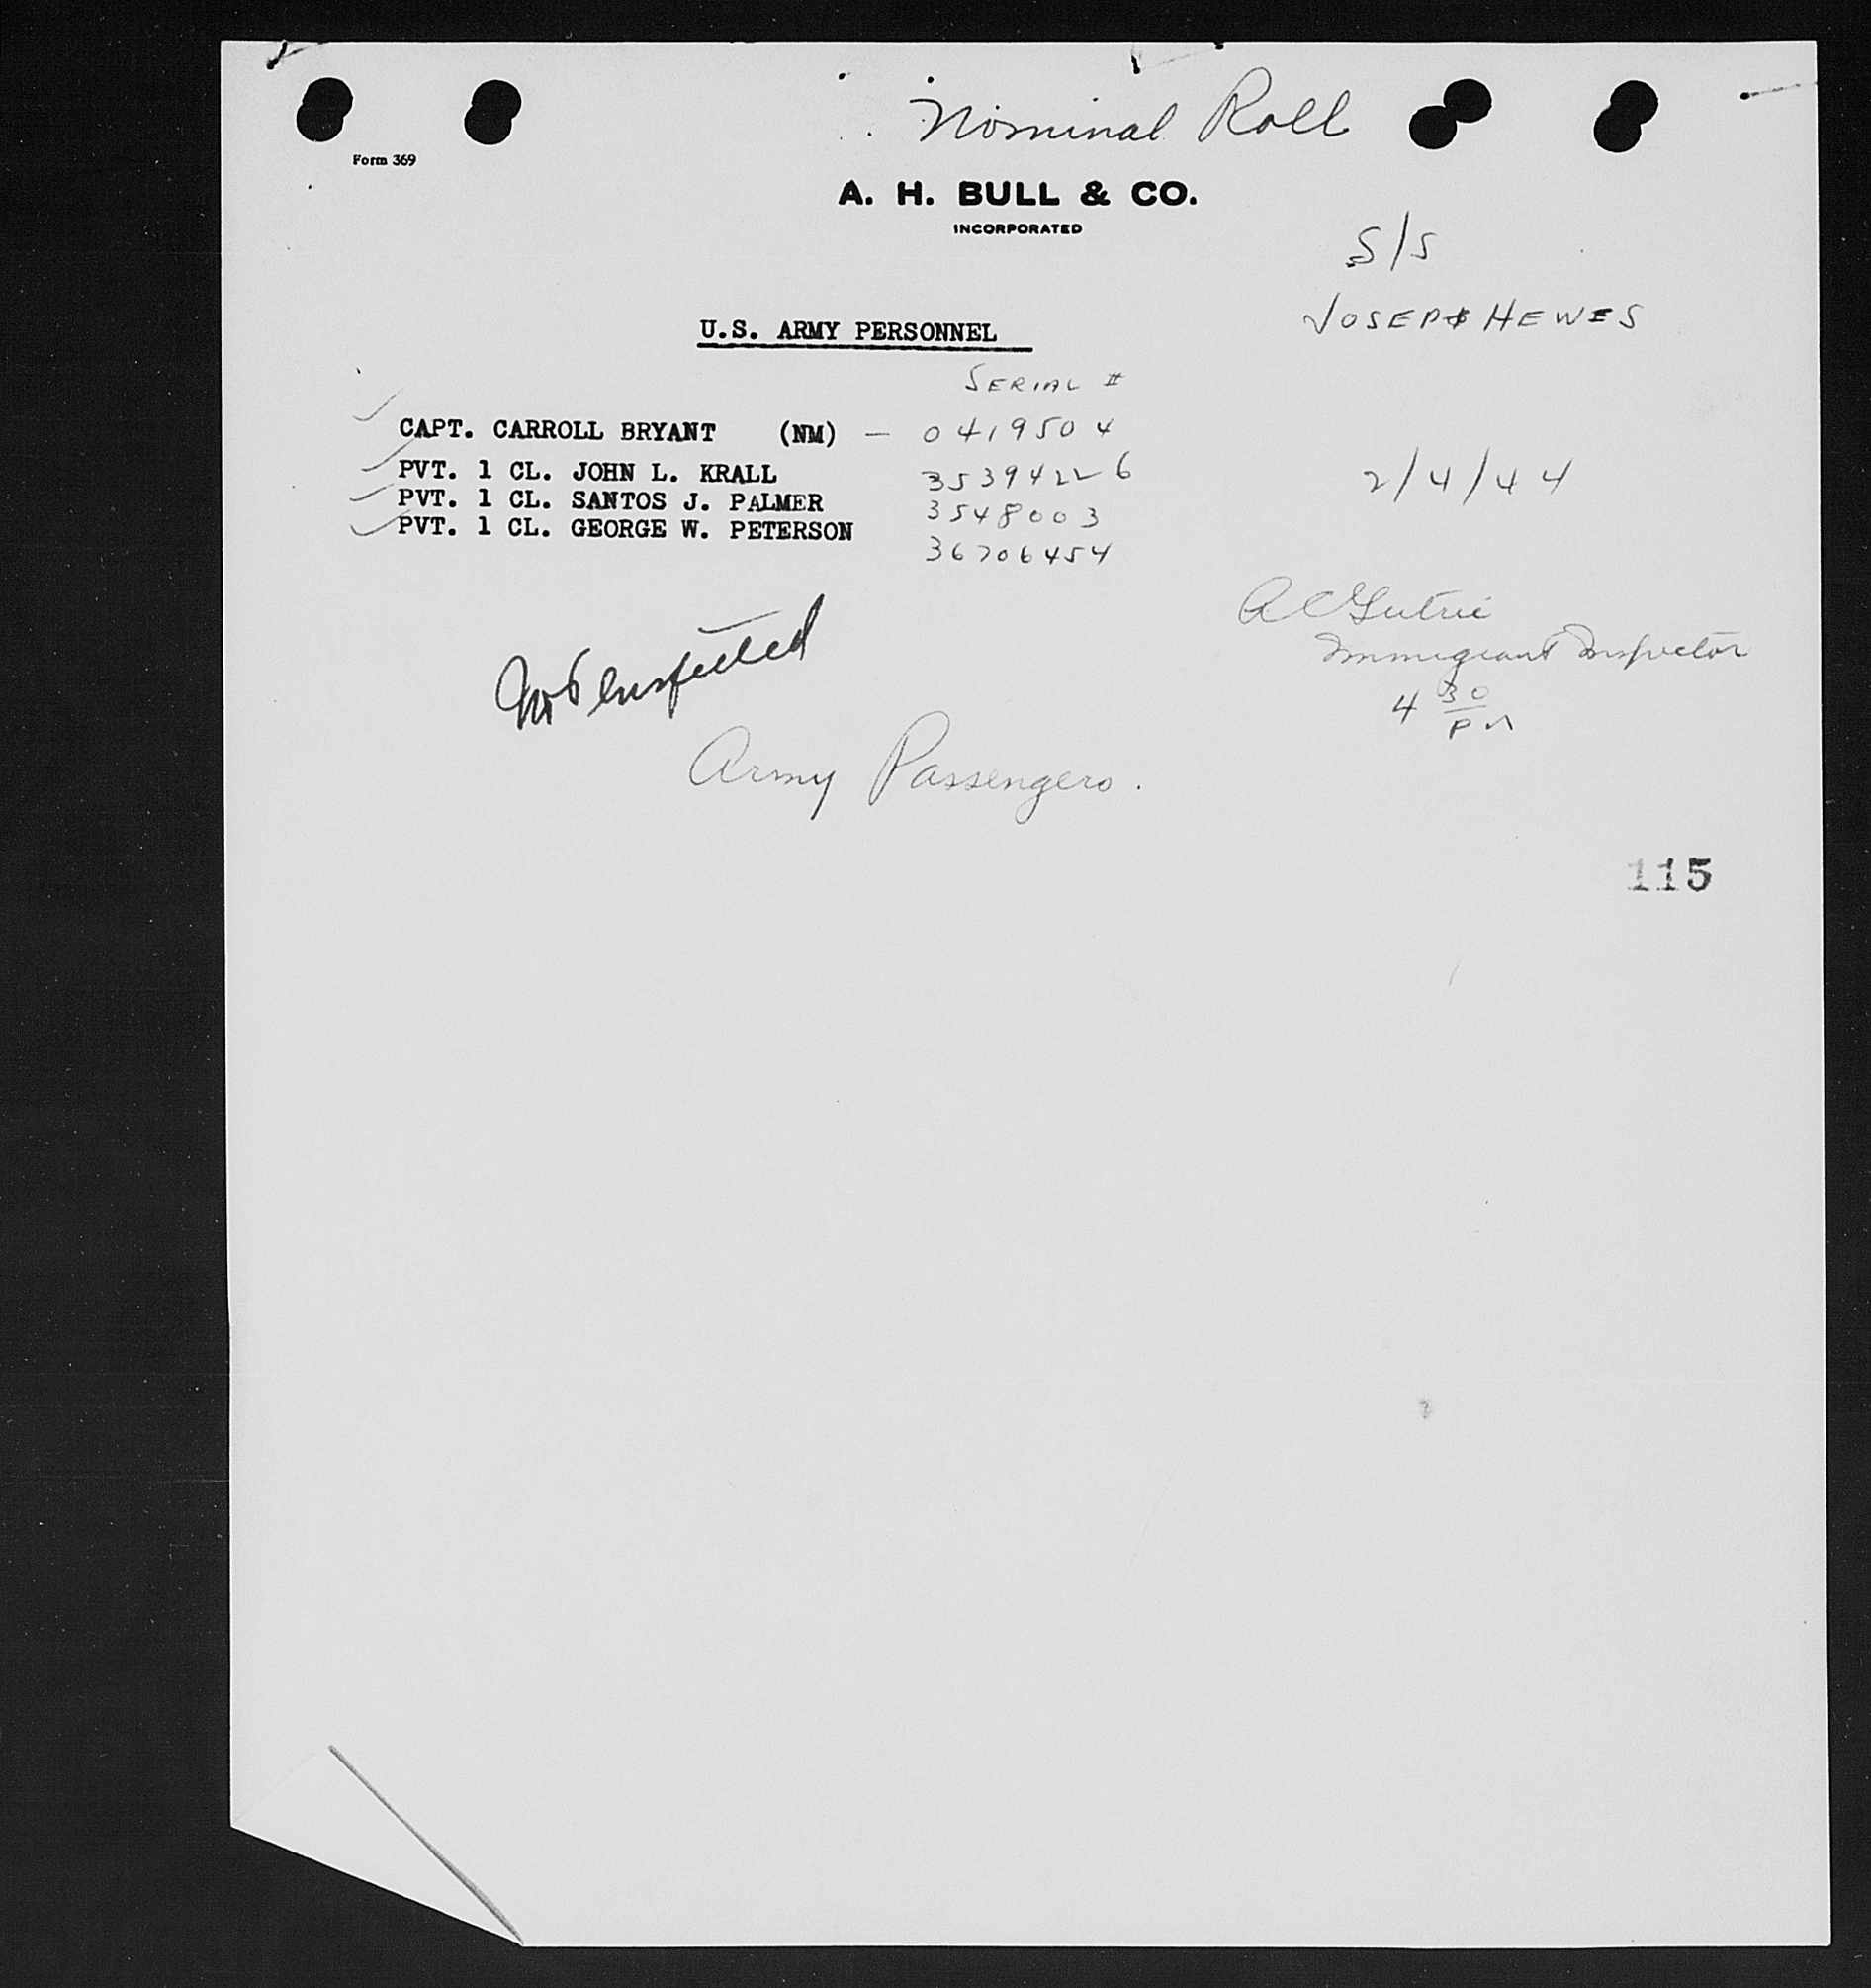 Nominal Roll
Form 369
A. H. BULL & CO.
INCORPORATED
S/S
JOSEPH HEWES
U.S. ARMY PERSONNEL
SERIAL #
CAPT. CARROLL BRYANT (NM) — 0419504
PVT. 1 CL. JOHN L. KRALL 35394226
PVT. 1 CL. SANTOS J. PALMER 3548003
PVT. 1 CL. GEORGE W. PETERSON 36706454
2/4/44
Not inspected
A C Gutrie
Immigrant Inspector
4 30
PM
Army Passengers.
115